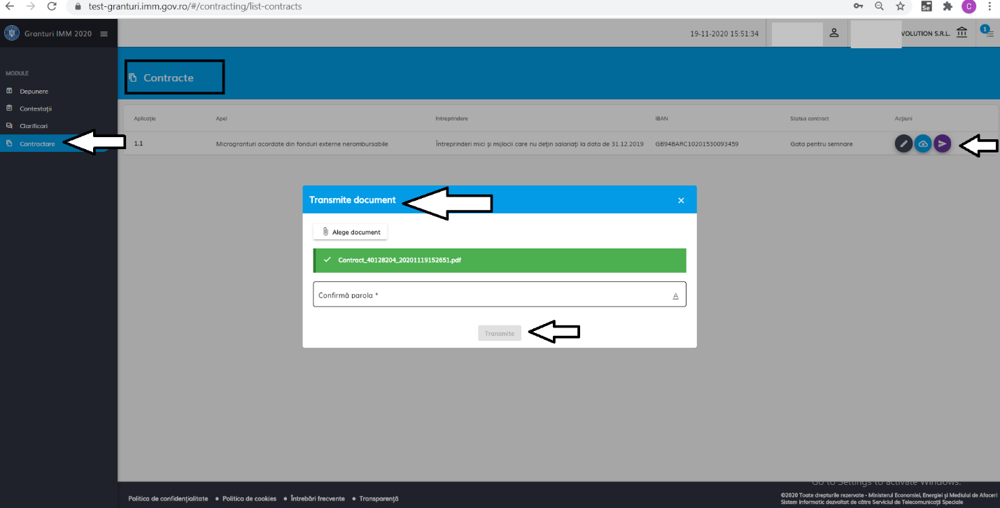 test-granturi.imm.gov.ro/#/contracting/list-contracts
Se
C
Granturi IMM 2020
19-11-2020 15:51:34
VOLUTION S.R.L.
1
MODULE
Depunere
Contestații
Clarificari
Contractare
Contracte
Aplicație Apel Intreprindere IBAN Status contract Acțiuni
1.1 Microgranturi acordate din fonduri externe nerambursabile Întreprinderi mici și mijlocii care nu dețin salariați la data de 31.12.2019 GB94BARC10201530093459 Gata pentru semnare
Transmite document
Alege document
Contract_40128204_20201119152651.pdf
Confirmă parola *
A
Transmite
Go to Settings to activate Windows.
Politica de confidențialitate • Politica de cookies • Întrebări frecvente • Transparență
©2020 Toate drepturile rezervate - Ministerul Economiei, Energiei și Mediului de Afaceri
Sistem informatic dezvoltat de către Serviciul de Telecomunicații Speciale